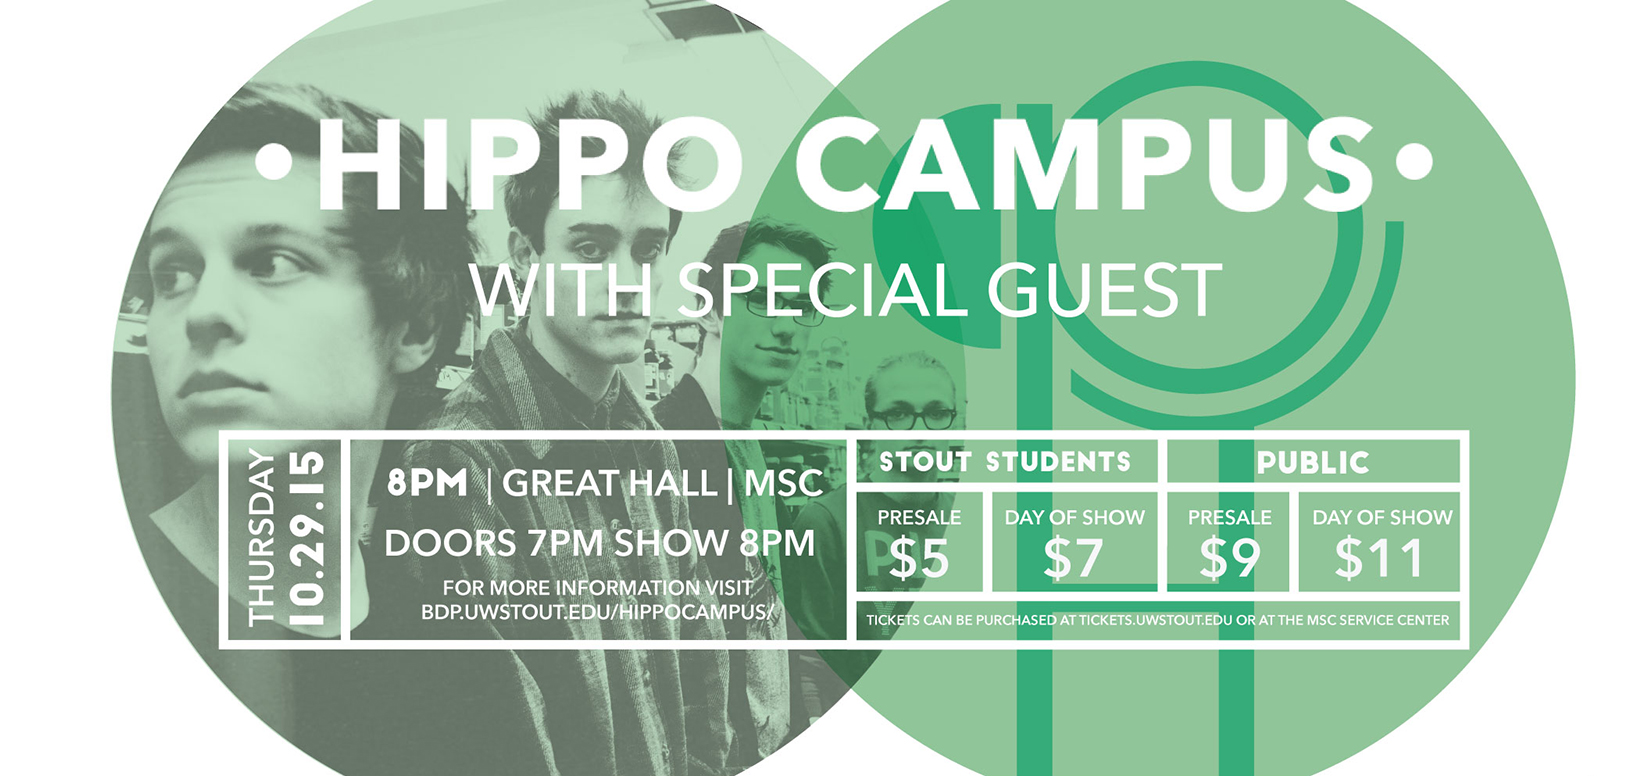 •HIPPO CAMPUS•
WITH SPECIAL GUEST
THURSDAY
10.29.15
8PM | GREAT HALL | MSC
DOORS 7PM SHOW 8PM
FOR MORE INFORMATION VISIT
BDP.UWSTOUT.EDU/HIPPOCAMPUS/
STOUT STUDENTS
PRESALE
$5
DAY OF SHOW
$7
PUBLIC
PRESALE
$9
DAY OF SHOW
$11
TICKETS CAN BE PURCHASED AT TICKETS.UWSTOUT.EDU OR AT THE MSC SERVICE CENTER